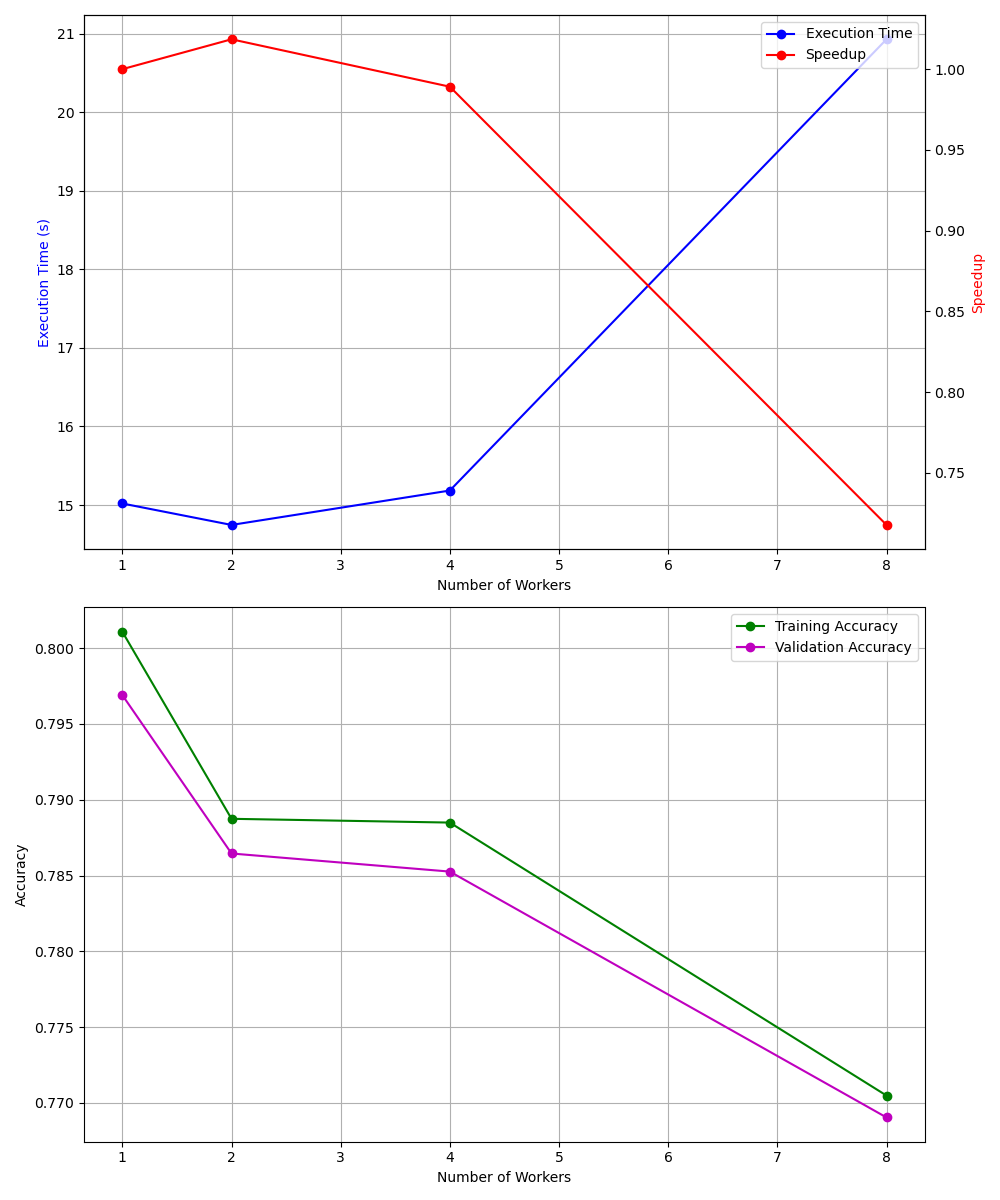 Execution Time
Speedup
21
20
19
18
17
16
15
Execution Time (s)
1.00
0.95
0.90
0.85
0.80
0.75
Speedup
1 2 3 4 5 6 7 8
Number of Workers
Training Accuracy
Validation Accuracy
0.800
0.795
0.790
0.785
0.780
0.775
0.770
Accuracy
1 2 3 4 5 6 7 8
Number of Workers